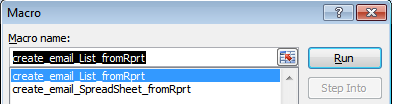 Macro
Macro name:
create_email_List_fromRprt
Run
create_email_List_fromRprt
create_email_SpreadSheet_fromRprt
Step Into